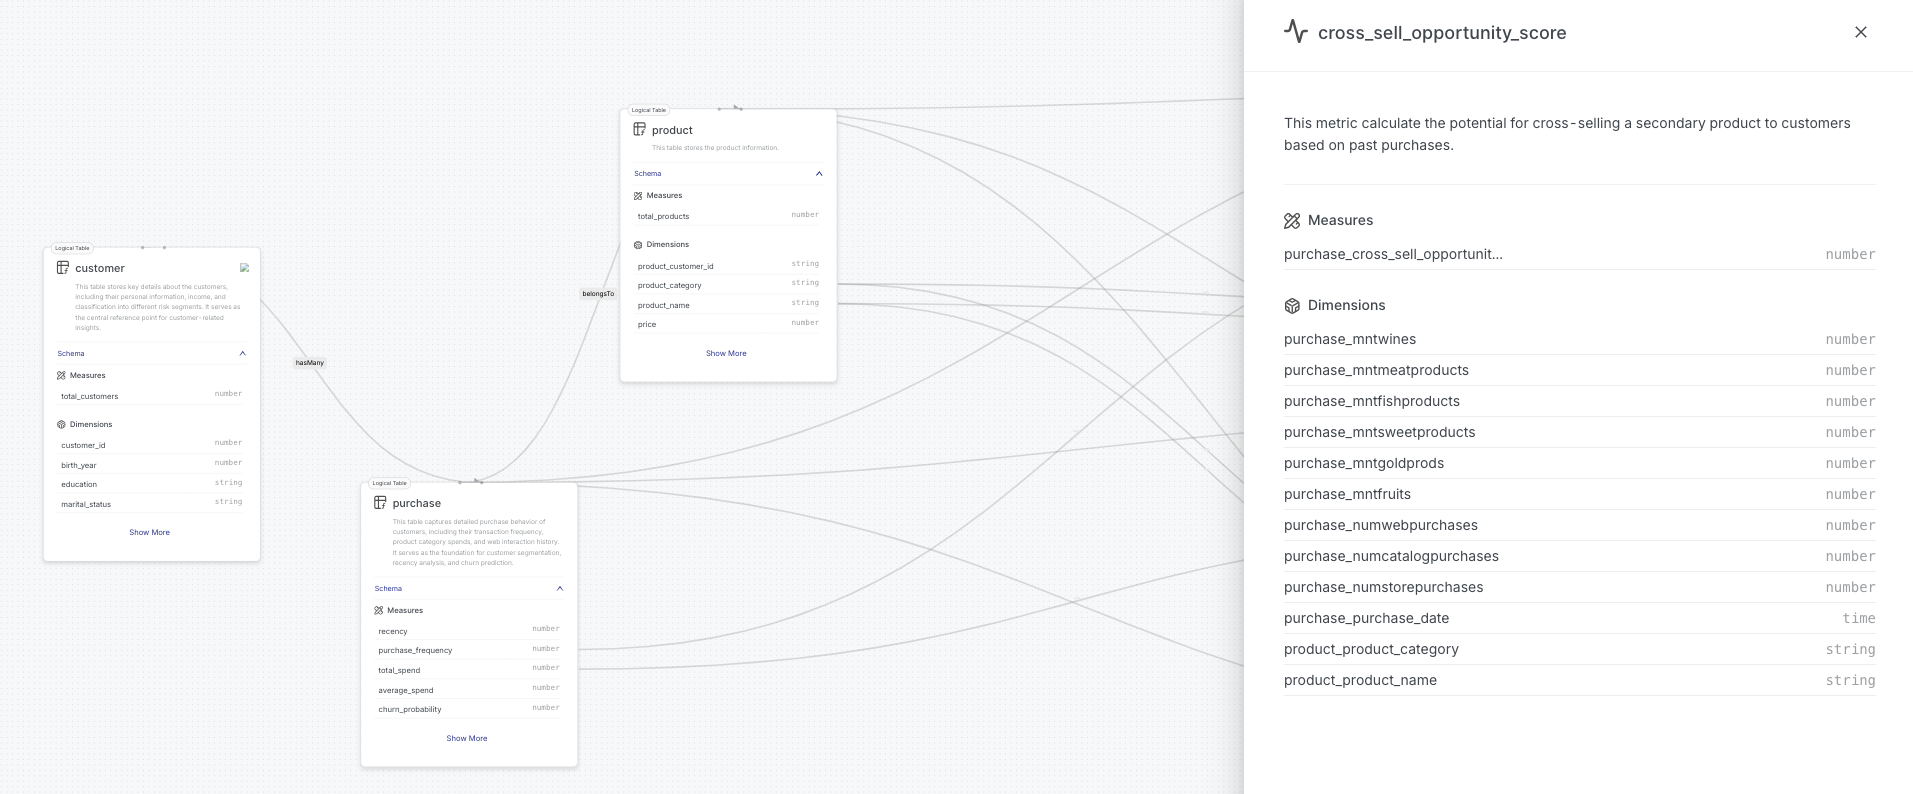 Logical Table
customer
This table stores key details about the customers,
including their personal information, income, and
classification into different risk segments. It serves as
the central reference point for customer-related
insights.
Schema
Measures
total_customers number
Dimensions
customer_id number
birth_year number
education string
marital_status string
Show More
hasMany
Logical Table
purchase
This table captures detailed purchase behavior of
customers, including their transaction frequency,
product category spends, and web interaction history.
It serves as the foundation for customer segmentation,
recency analysis, and churn prediction.
Schema
Measures
recency number
purchase_frequency number
total_spend number
average_spend number
churn_probability number
Show More
belongsTo
Logical Table
product
This table stores the product information.
Schema
Measures
total_products number
Dimensions
product_customer_id string
product_category string
product_name string
price number
Show More
cross_sell_opportunity_score
This metric calculate the potential for cross-selling a secondary product to customers
based on past purchases.
Measures
purchase_cross_sell_opportunit... number
Dimensions
purchase_mntwines number
purchase_mntmeatproducts number
purchase_mntfishproducts number
purchase_mntsweetproducts number
purchase_mntgoldprods number
purchase_mntfruits number
purchase_numwebpurchases number
purchase_numcatalogpurchases number
purchase_numstorepurchases number
purchase_purchase_date time
product_product_category string
product_product_name string